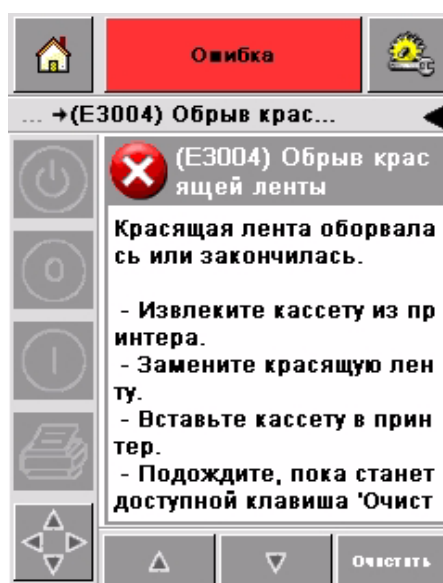 Ошибка
... →(E3004) Обрыв крас...
(E3004) Обрыв крас
ящей ленты
Красящая лента оборвала
сь или закончилась.
- Извлеките кассету из пр
интера.
- Замените красящую лен
ту.
- Вставьте кассету в прин
тер.
- Подождите, пока станет
доступной клавиша 'Очист
Очистить